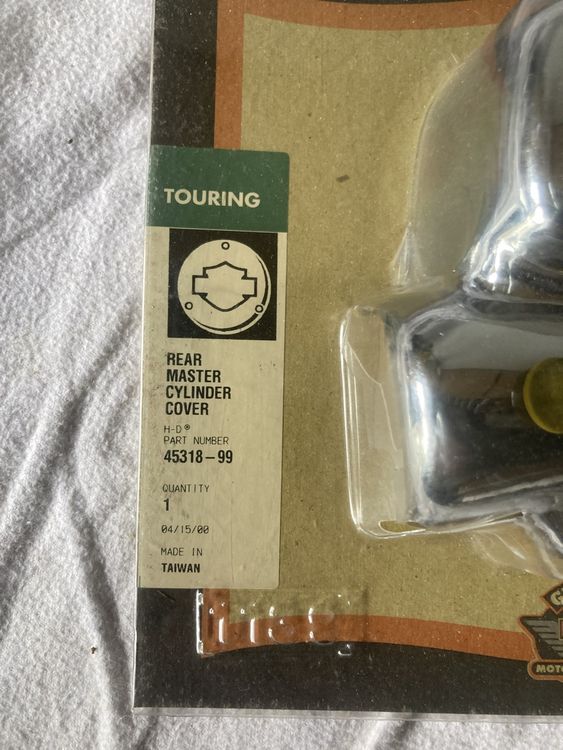 TOURING
REAR
MASTER
CYLINDER
COVER
H-D®
PART NUMBER
45318-99
QUANTITY
1
04/15/00
MADE IN
TAIWAN